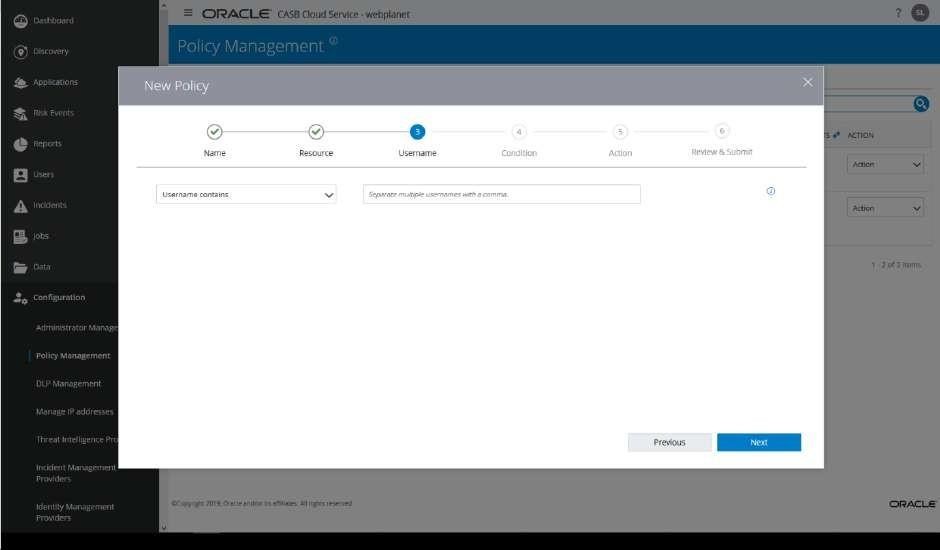 Dashboard
Discovery
Applications
Risk Events
Reports
Users
Incidents
Jobs
Data
Configuration
Administrator Manage
Policy Management
DLP Management
Manage IP addresses
Threat Intelligence Pro
Incident Management
Providers
Identity Management
Providers
ORACLE CASB Cloud Service - webplanet
? SL
Policy Management
New Policy
3 4 5 6
Name Resource Username Condition Action Review & Submit
Username contains
Separate multiple usernames with a comma.
Previous Next
TS ACTION
Action
Action
1 - 2 of 2 items
©Copyright 2019, Oracle and/or its affiliates. All rights reserved
ORACLE